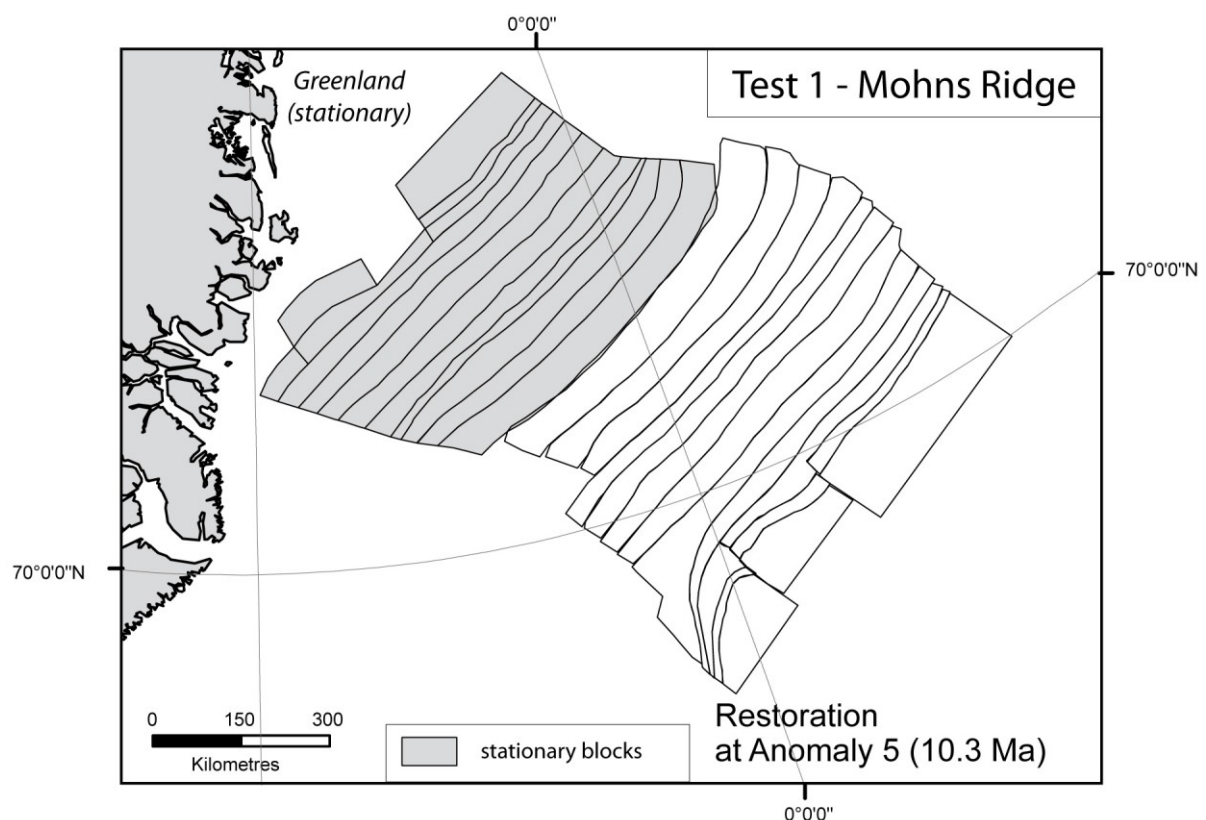 0°0'0"
Greenland
(stationary)
Test 1 - Mohns Ridge
70°0'0"N
70°0'0"N
0 150 300
Kilometres
stationary blocks
Restoration
at Anomaly 5 (10.3 Ma)
0°0'0"